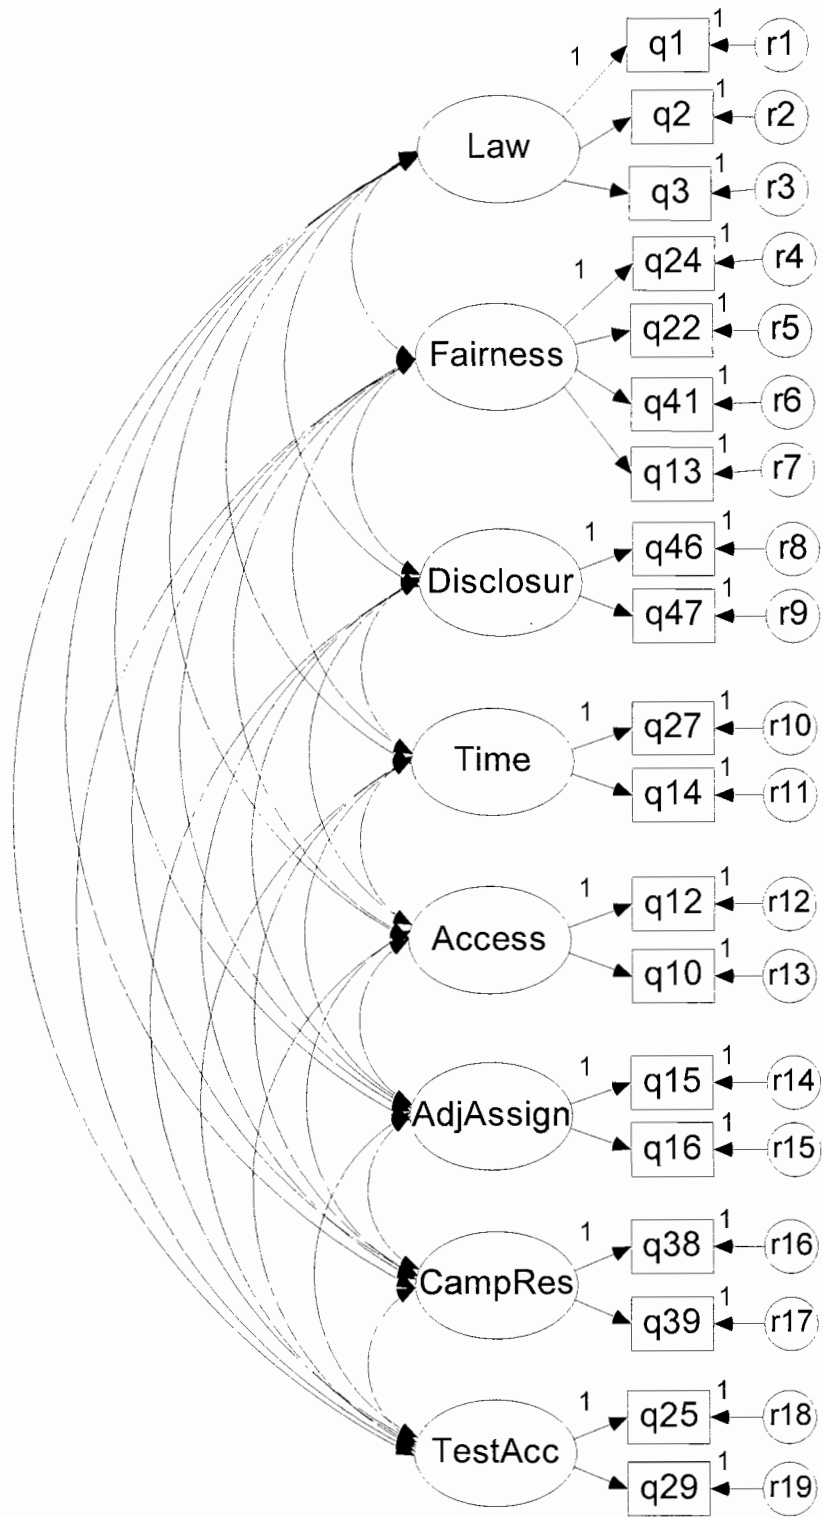 1
q1
1
r1
q2
1
r2
Law
q3
1
r3
1
q24
1
r4
q22
1
r5
Fairness
q41
1
r6
q13
1
r7
1
q46
1
r8
Disclosur
q47
1
r9
1
q27
1
r10
Time
q14
1
r11
1
q12
1
r12
Access
q10
1
r13
1
q15
1
r14
AdjAssign
q16
1
r15
1
q38
1
r16
CampRes
q39
1
r17
1
q25
1
r18
TestAcc
q29
1
r19